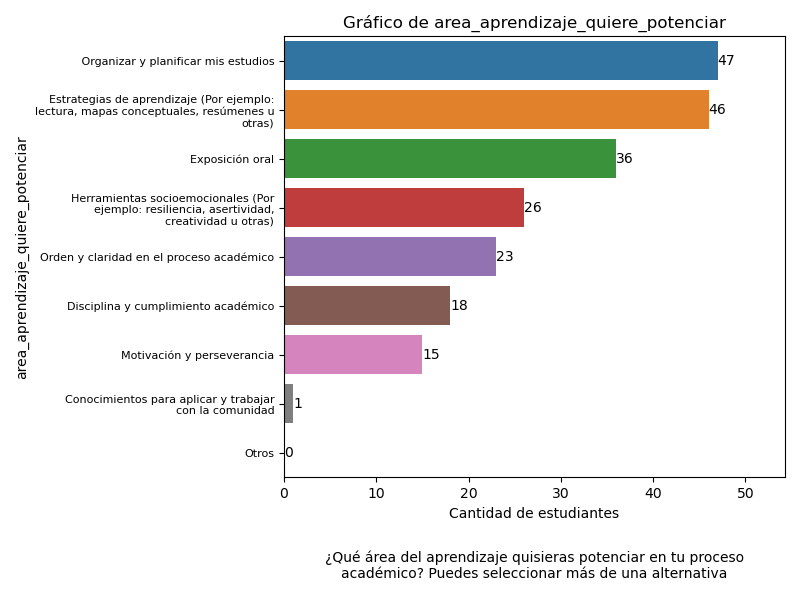 Gráfico de area_aprendizaje_quiere_potenciar
area_aprendizaje_quiere_potenciar
Organizar y planificar mis estudios
47
Estrategias de aprendizaje (Por ejemplo:
lectura, mapas conceptuales, resúmenes u
otras)
46
Exposición oral
36
Herramientas socioemocionales (Por
ejemplo: resiliencia, asertividad,
creatividad u otras)
26
Orden y claridad en el proceso académico
23
Disciplina y cumplimiento académico
18
Motivación y perseverancia
15
Conocimientos para aplicar y trabajar
con la comunidad
1
Otros
0
0 10 20 30 40 50
Cantidad de estudiantes
¿Qué área del aprendizaje quisieras potenciar en tu proceso
académico? Puedes seleccionar más de una alternativa